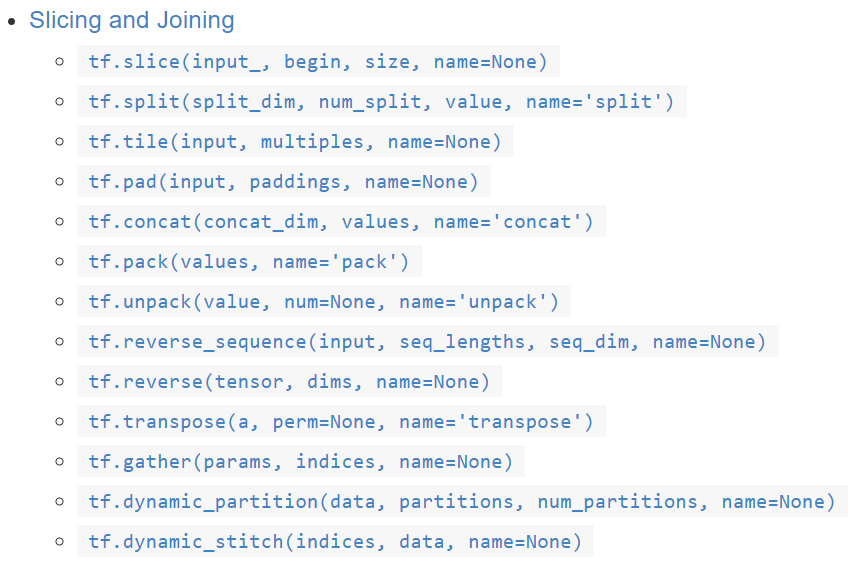 Slicing and Joining
tf.slice(input_, begin, size, name=None)
tf.split(split_dim, num_split, value, name='split')
tf.tile(input, multiples, name=None)
tf.pad(input, paddings, name=None)
tf.concat(concat_dim, values, name='concat')
tf.pack(values, name='pack')
tf.unpack(value, num=None, name='unpack')
tf.reverse_sequence(input, seq_lengths, seq_dim, name=None)
tf.reverse(tensor, dims, name=None)
tf.transpose(a, perm=None, name='transpose')
tf.gather(params, indices, name=None)
tf.dynamic_partition(data, partitions, num_partitions, name=None)
tf.dynamic_stitch(indices, data, name=None)